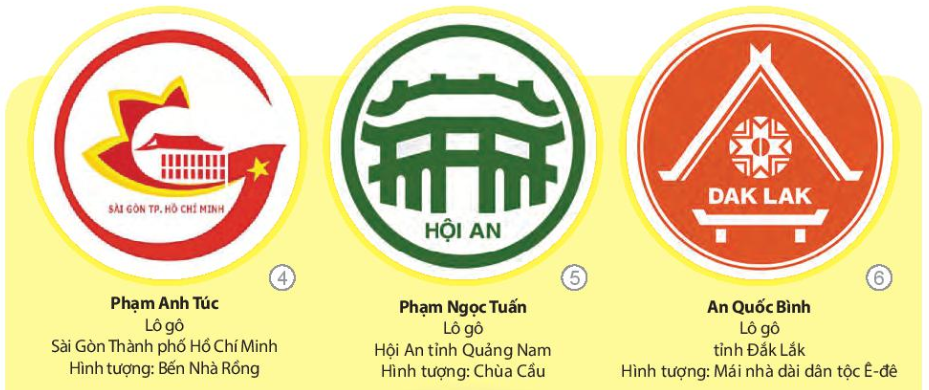 SÀI GÒN TP. HỒ CHÍ MINH
4
Phạm Anh Túc
Lô gô
Sài Gòn Thành phố Hồ Chí Minh
Hình tượng: Bến Nhà Rồng
HỘI AN
5
Phạm Ngọc Tuấn
Lô gô
Hội An tỉnh Quảng Nam
Hình tượng: Chùa Cầu
DAK LAK
6
An Quốc Bình
Lô gô
tỉnh Đắk Lắk
Hình tượng: Mái nhà dài dân tộc Ê-đê